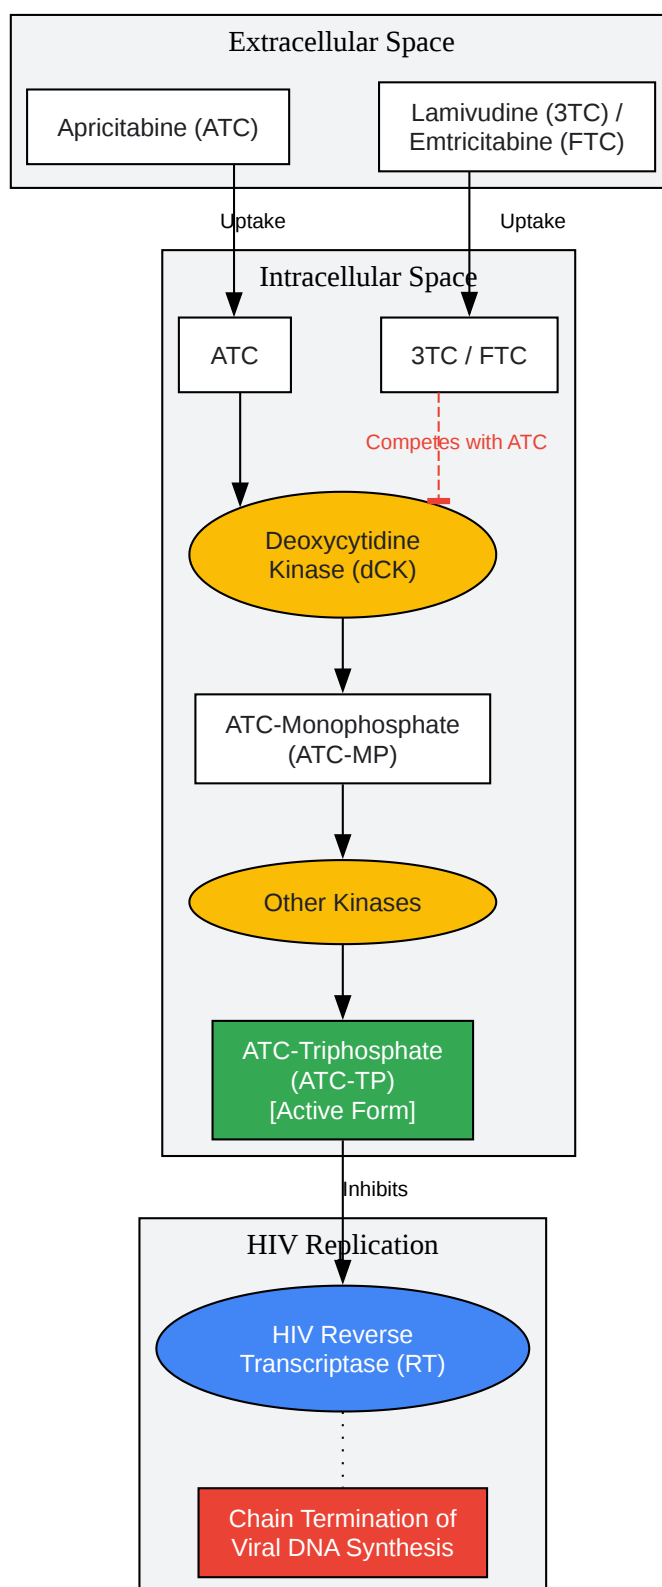 Extracellular Space
Apricitabine (ATC)
Lamivudine (3TC) /
Emtricitabine (FTC)
Uptake
Uptake
Intracellular Space
ATC
3TC / FTC
Competes with ATC
Deoxycytidine
Kinase (dCK)
ATC-Monophosphate
(ATC-MP)
Other Kinases
ATC-Triphosphate
(ATC-TP)
[Active Form]
Inhibits
HIV Replication
HIV Reverse
Transcriptase (RT)
Chain Termination of
Viral DNA Synthesis